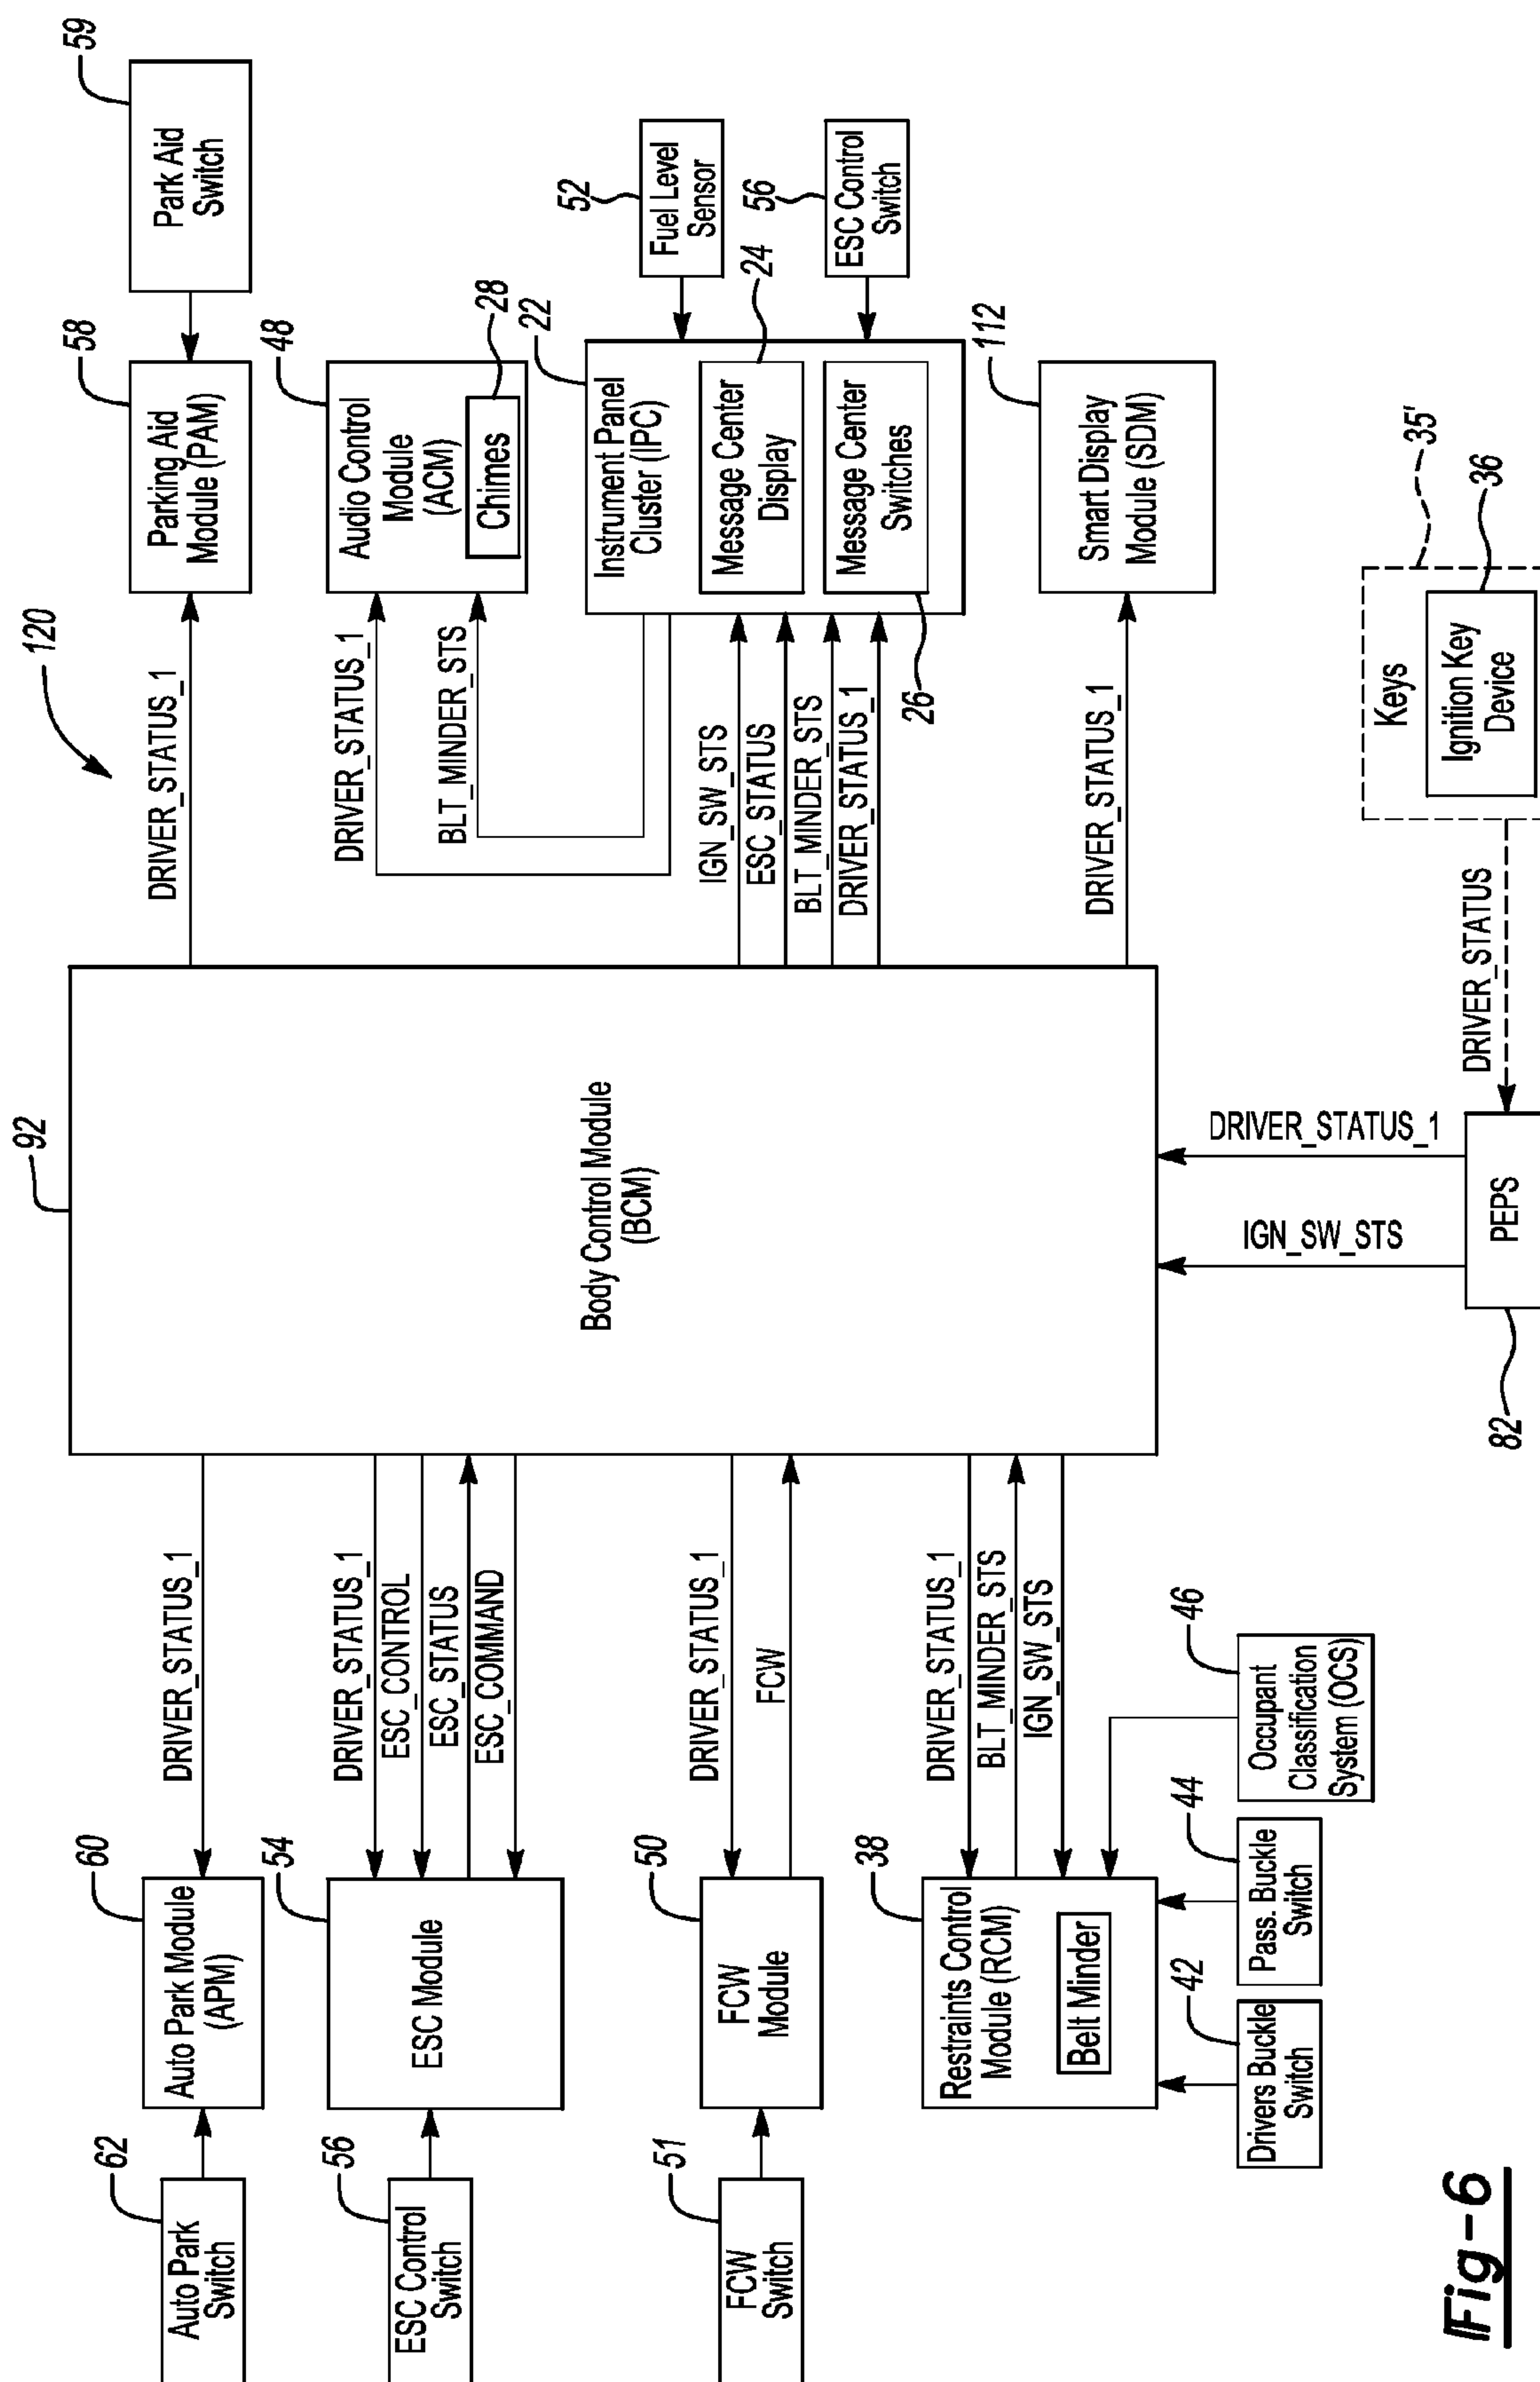 120
92
62
Auto Park
Switch
60
Auto Park Module
(APM)
DRIVER_STATUS_1
DRIVER_STATUS_1
58
Parking Aid
Module (PAM)
59
Park Aid
Switch
56
ESC Control
Switch
54
ESC Module
DRIVER_STATUS_1
ESC_CONTROL
ESC_STATUS
ESC_COMMAND
DRIVER_STATUS_1
BLT_MINDER_STS
48
Audio Control
Module
(ACM)
28
Chimes
Body Control Module
(BCM)
22
Instrument Panel
Cluster (IPC)
24
Message Center
Display
Message Center
Switches
26
52
Fuel Level
Sensor
56
ESC Control
Switch
IGN_SW_STS
ESC_STATUS
BLT_MINDER_STS
DRIVER_STATUS_1
51
FCW
Switch
50
FCW
Module
DRIVER_STATUS_1
FCW
38
Restraints Control
Module (RCM)
Belt Minder
DRIVER_STATUS_1
BLT_MINDER_STS
IGN_SW_STS
DRIVER_STATUS_1
112
Smart Display
Module (SDM)
42
Drivers Buckle
Switch
44
Pass. Buckle
Switch
46
Occupant
Classification
System (OCS)
IGN_SW_STS
DRIVER_STATUS_1
82
PEPS
DRIVER_STATUS
35'
Keys
36
Ignition Key
Device
Fig-6